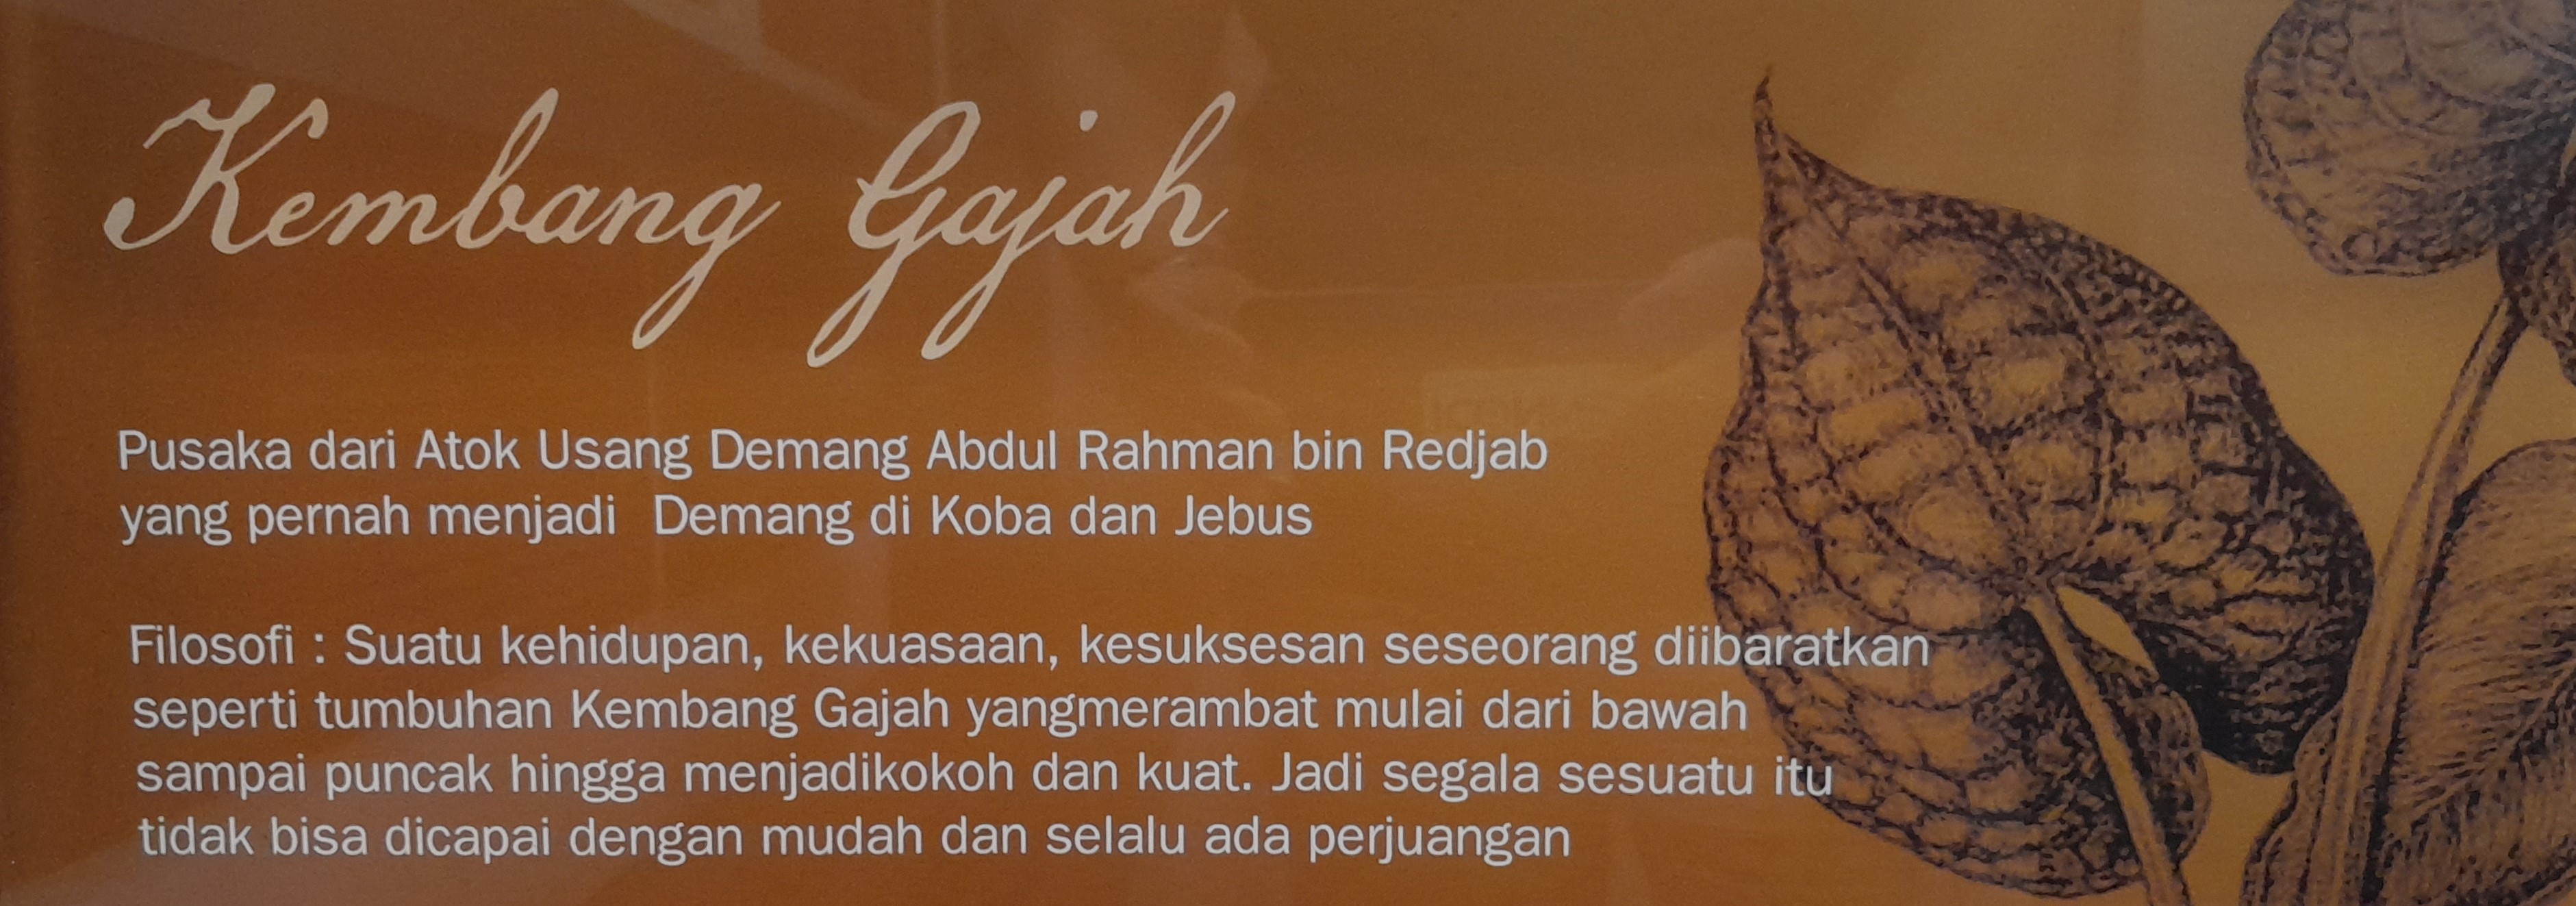 Kembang Gajah
Pusaka dari Atok Usang Demang Abdul Rahman bin Redjab
yang pernah menjadi  Demang di Koba dan Jebus
Filosofi : Suatu kehidupan, kekuasaan, kesuksesan seseorang diibaratkan
seperti tumbuhan Kembang Gajah yangmerambat mulai dari bawah
sampai puncak hingga menjadikokoh dan kuat. Jadi segala sesuatu itu
tidak bisa dicapai dengan mudah dan selalu ada perjuangan